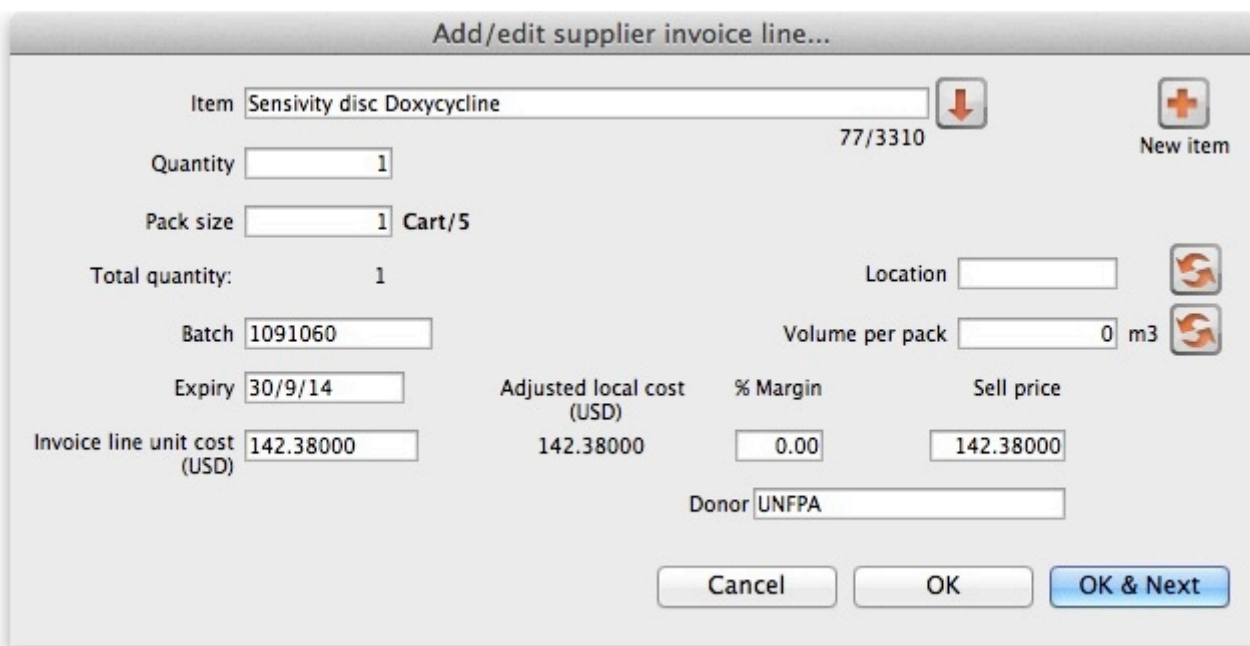 Add/edit supplier invoice line...
Item Sensivity disc Doxycycline
77/3310
New item
Quantity 1
Pack size 1 Cart/5
Total quantity: 1
Location
Batch 1091060
Volume per pack 0 m3
Expiry 30/9/14
Adjusted local cost (USD)
% Margin
Sell price
Invoice line unit cost (USD) 142.38000
142.38000
0.00
142.38000
Donor UNFPA
Cancel
OK
OK & Next